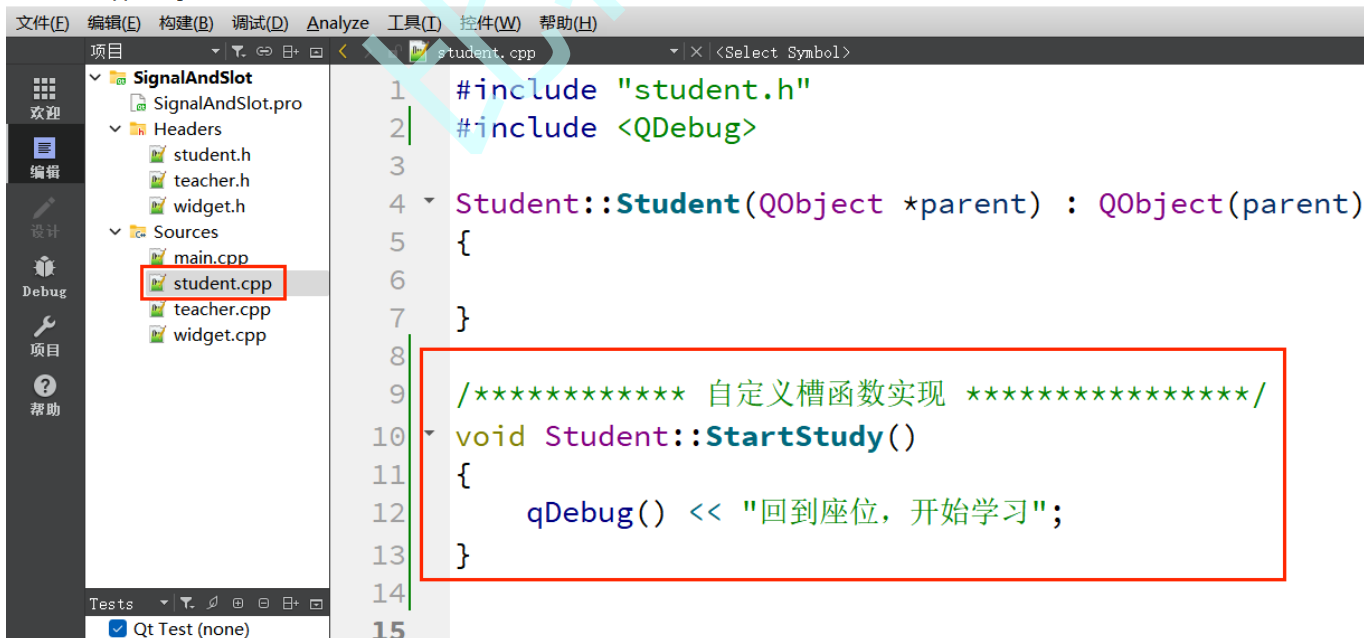 文件(F) 编辑(E) 构建(B) 调试(D) Analyze 工具(T) 控件(W) 帮助(H)
项目 student.cpp <Select Symbol>
欢迎
编辑
设计
Debug
项目
帮助
SignalAndSlot
SignalAndSlot.pro
Headers
student.h
teacher.h
widget.h
Sources
main.cpp
student.cpp
teacher.cpp
widget.cpp
Tests
Qt Test (none)
1 #include "student.h"
2 #include <QDebug>
3
4 Student::Student(QObject *parent) : QObject(parent)
5 {
6
7 }
8
9 /************ 自定义槽函数实现 ****************/
10 void Student::StartStudy()
11 {
12 qDebug() << "回到座位，开始学习";
13 }
14
15